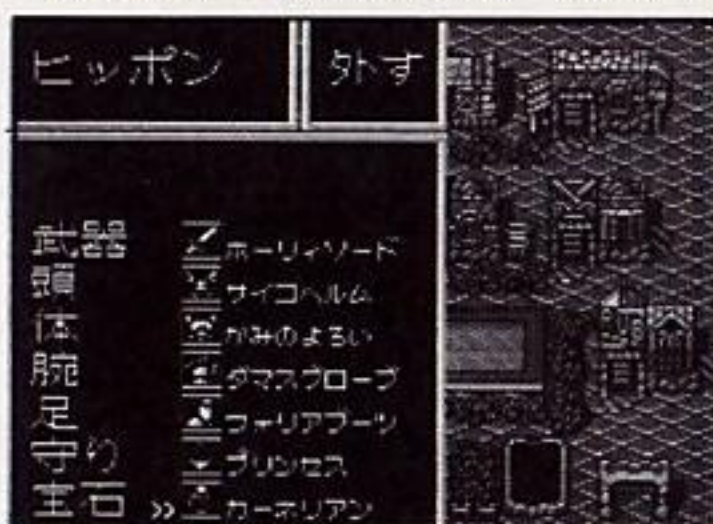 ヒッポン 外す
武器 ホーリィソード
頭 サイコヘルム
体 かみのよろい
腕 ダマスグローブ
足 フォリアブーツ
守り プリンセス
宝石 »カーネリアン